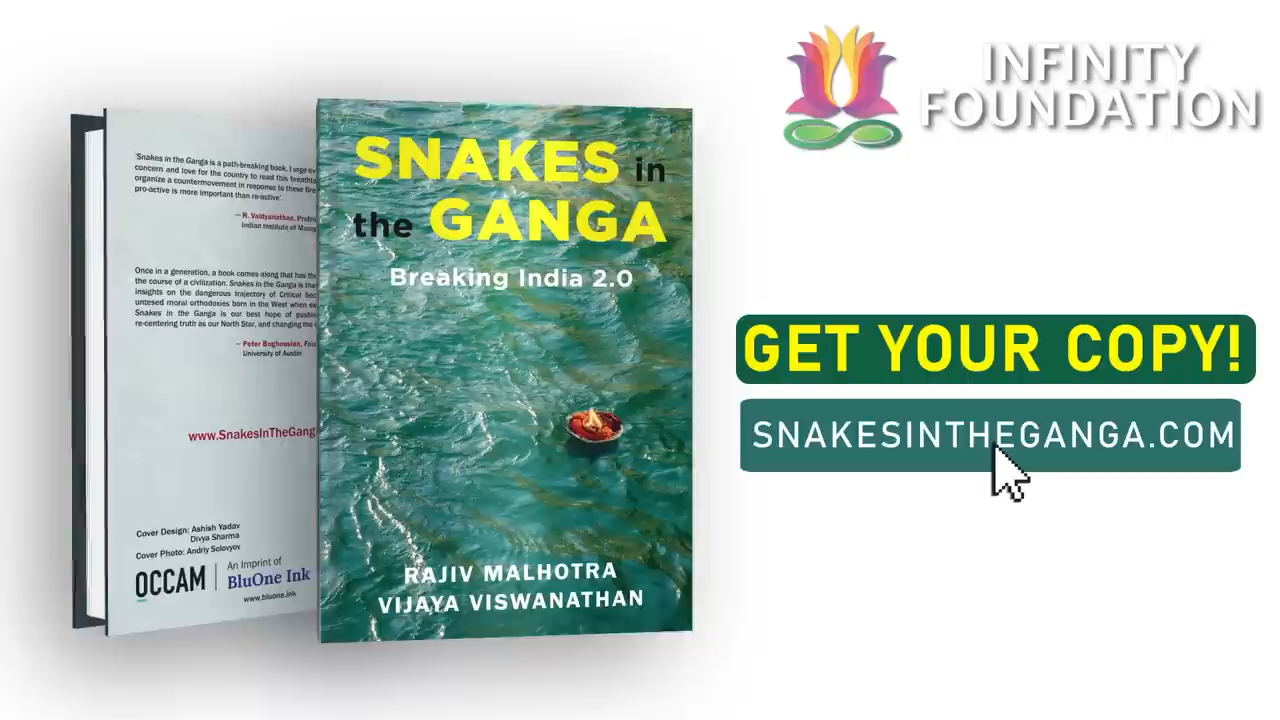 INFINITY
FOUNDATION
SNAKES in
the GANGA
Breaking India 2.0
RAJIV MALHOTRA
VIJAYA VISWANATHAN
Snakes in the Ganga is a path-breaking book. I urge
concern and love for the country to read this
organize a countermovement in response to these
pro-active is more important than re-active'.
— R. Vaidyanathan,
Indian Institute of
Once in a generation, a book comes along that has the
the course of a civilization. Snakes in the Ganga is
insights on the dangerous trajectory of Critical
untesed moral orthodoxies born in the West when
Snakes in the Ganga is our best hope of
re-centering truth as our North Star, and changing the
— Peter Boghossian,
University of Austin
www.SnakesInTheGang
Cover Design: Ashish Yadav
Divya Sharma
Cover Photo: Andriy Solovyov
OCCAM
An Imprint of
BluOne Ink
www.bluone.ink
GET YOUR COPY!
SNAKESINTHEGANGA.COM